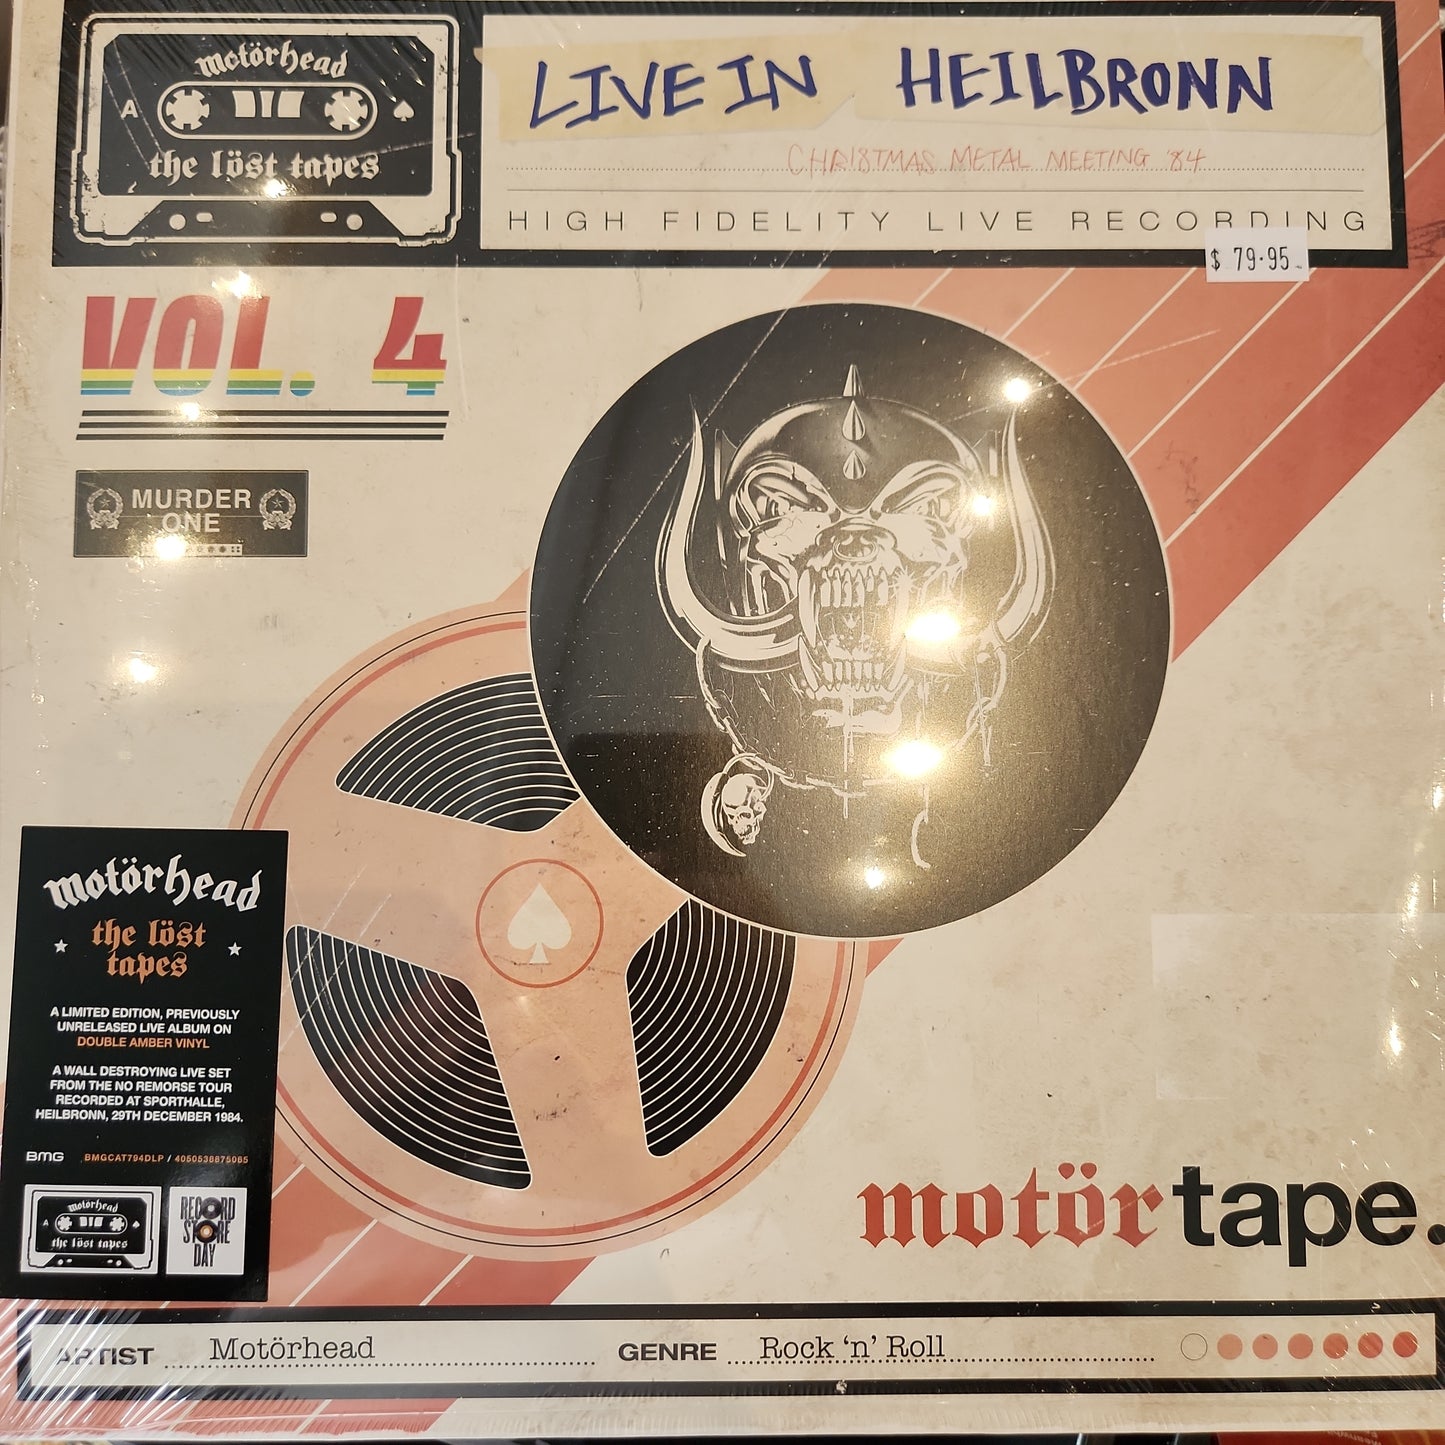 motörhead
A
the löst tapes
LIVE IN HEILBRONN
CHRISTMAS METAL MEETING '84
HIGH FIDELITY LIVE RECORDING
$ 79.95
VOL. 4
MURDER
ONE
motörhead
the löst
tapes
A LIMITED EDITION, PREVIOUSLY
UNRELEASED LIVE ALBUM ON
DOUBLE AMBER VINYL
A WALL DESTROYING LIVE SET
FROM THE NO REMORSE TOUR
RECORDED AT SPORTHALLE,
HEILBRONN, 29TH DECEMBER 1984.
BMG BMGCAT794DLP / 4050538875085
motörhead
A
the löst tapes
RECORD
STORE
DAY
motörtape.
ARTIST Motörhead GENRE Rock 'n' Roll